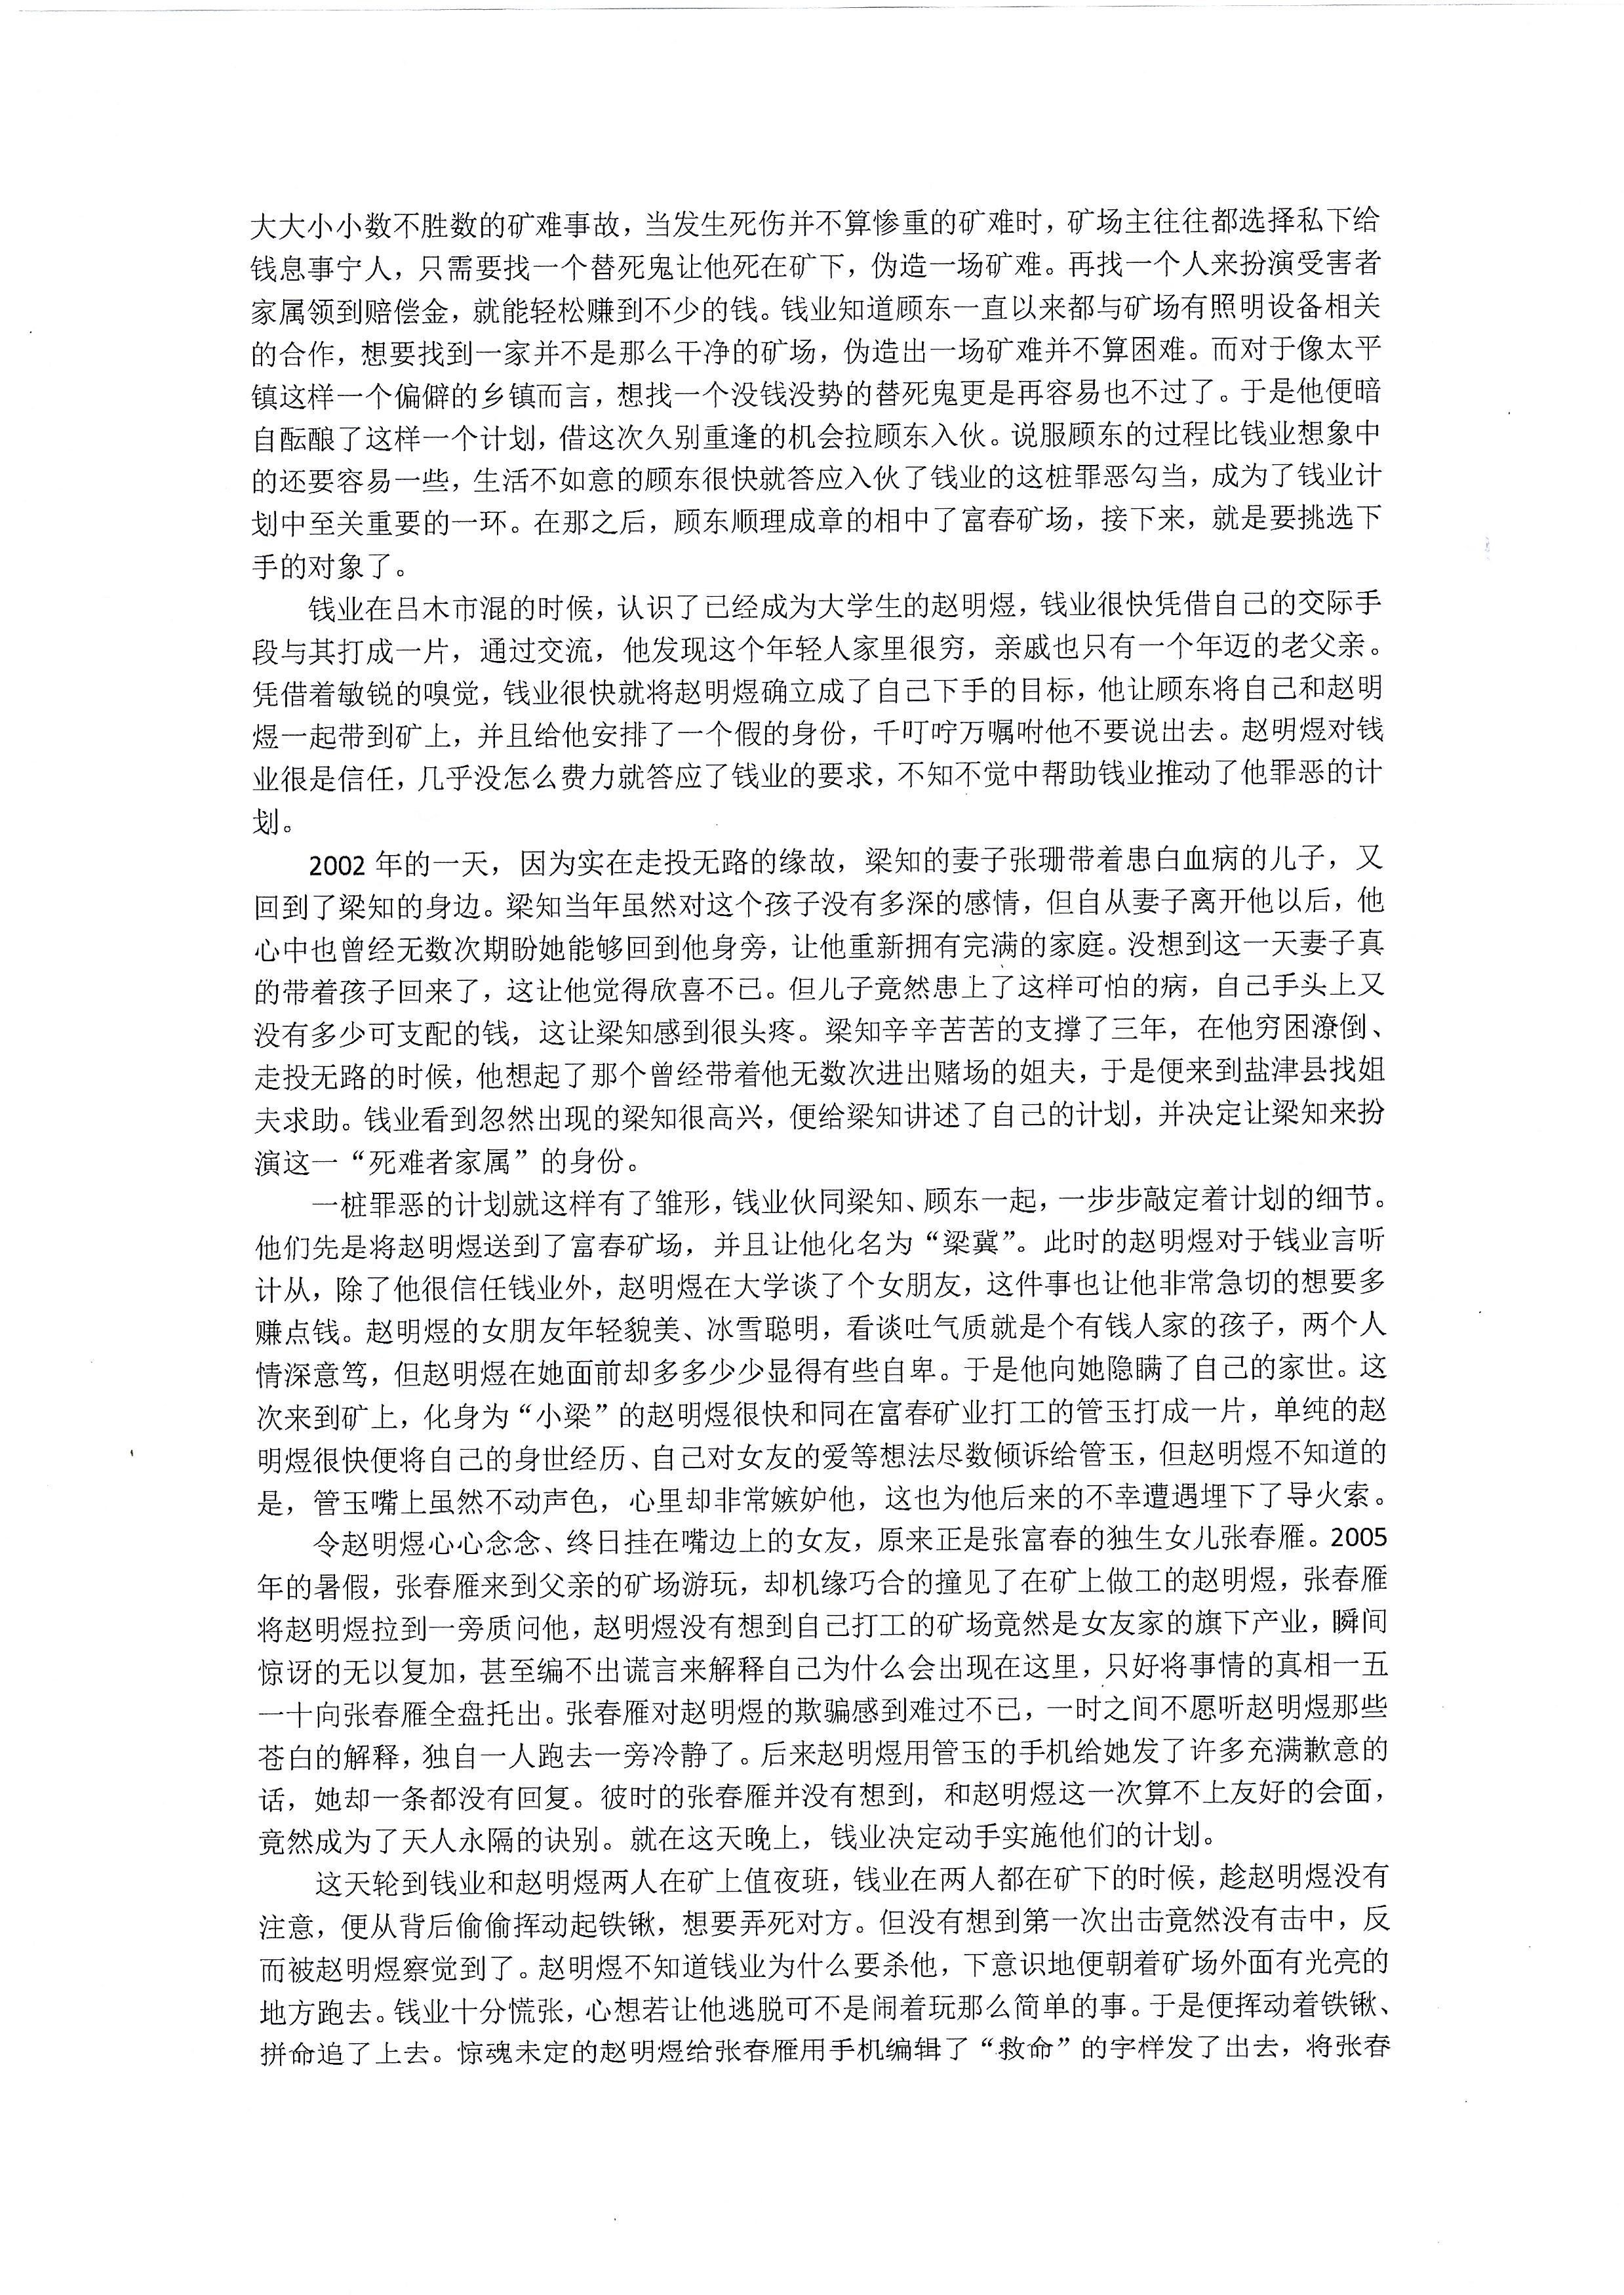 大大小小数不胜数的矿难事故，当发生死伤并不算惨重的矿难时，矿场主往往都选择私下给
钱息事宁人，只需要找一个替死鬼让他死在矿下，伪造一场矿难。再找一个人来扮演受害者
家属领到赔偿金，就能轻松赚到不少的钱。钱业知道顾东一直以来都与矿场有照明设备相关
的合作，想要找到一家并不是那么干净的矿场，伪造出一场矿难并不算困难。而对于像太平
镇这样一个偏僻的乡镇而言，想找一个没钱没势的替死鬼更是再容易也不过了。于是他便暗
自酝酿了这样一个计划，借这次久别重逢的机会拉顾东入伙。说服顾东的过程比钱业想象中
的还要容易一些，生活不如意的顾东很快就答应入伙了钱业的这桩罪恶勾当，成为了钱业计
划中至关重要的一环。在那之后，顾东顺理成章的相中了富春矿场，接下来，就是要挑选下
手的对象了。
钱业在吕木市混的时候，认识了已经成为大学生的赵明煜，钱业很快凭借自己的交际手
段与其打成一片，通过交流，他发现这个年轻人家里很穷，亲戚也只有一个年迈的老父亲。
凭借着敏锐的嗅觉，钱业很快就将赵明煜确立成了自己下手的目标，他让顾东将自己和赵明
煜一起带到矿上，并且给他安排了一个假的身份，千叮咛万嘱咐他不要说出去。赵明煜对钱
业很是信任，几乎没怎么费力就答应了钱业的要求，不知不觉中帮助钱业推动了他罪恶的计
划。
2002 年的一天，因为实在走投无路的缘故，梁知的妻子张珊带着患白血病的儿子，又
回到了梁知的身边。梁知当年虽然对这个孩子没有多深的感情，但自从妻子离开他以后，他
心中也曾经无数次期盼她能够回到他身旁，让他重新拥有完满的家庭。没想到这一天妻子真
的带着孩子回来了，这让他觉得欣喜不已。但儿子竟然患上了这样可怕的病，自己手头上又
没有多少可支配的钱，这让梁知感到很头疼。梁知辛辛苦苦的支撑了三年，在他穷困潦倒、
走投无路的时候，他想起了那个曾经带着他无数次进出赌场的姐夫，于是便来到盐津县找姐
夫求助。钱业看到忽然出现的梁知很高兴，便给梁知讲述了自己的计划，并决定让梁知来扮
演这一“死难者家属”的身份。
一桩罪恶的计划就这样有了雏形，钱业伙同梁知、顾东一起，一步步敲定着计划的细节。
他们先是将赵明煜送到了富春矿场，并且让他化名为“梁冀”。此时的赵明煜对于钱业言听
计从，除了他很信任钱业外，赵明煜在大学谈了个女朋友，这件事也让他非常急切的想要多
赚点钱。赵明煜的女朋友年轻貌美、冰雪聪明，看谈吐气质就是个有钱人家的孩子，两个人
情深意笃，但赵明煜在她面前却多多少少显得有些自卑。于是他向她隐瞒了自己的家世。这
次来到矿上，化身为“小梁”的赵明煜很快和同在富春矿业打工的管玉打成一片，单纯的赵
明煜很快便将自己的身世经历、自己对女友的爱等想法尽数倾诉给管玉，但赵明煜不知道的
是，管玉嘴上虽然不动声色，心里却非常嫉妒他，这也为他后来的不幸遭遇埋下了导火索。
令赵明煜心心念念、终日挂在嘴边上的女友，原来正是张富春的独生女儿张春雁。2005
年的暑假，张春雁来到父亲的矿场游玩，却机缘巧合的撞见了在矿上做工的赵明煜，张春雁
将赵明煜拉到一旁质问他，赵明煜没有想到自己打工的矿场竟然是女友家的旗下产业，瞬间
惊讶的无以复加，甚至编不出谎言来解释自己为什么会出现在这里，只好将事情的真相一五
一十向张春雁全盘托出。张春雁对赵明煜的欺骗感到难过不已，一时之间不愿听赵明煜那些
苍白的解释，独自一人跑去一旁冷静了。后来赵明煜用管玉的手机给她发了许多充满歉意的
话，她却一条都没有回复。彼时的张春雁并没有想到，和赵明煜这一次算不上友好的会面，
竟然成为了天人永隔的诀别。就在这天晚上，钱业决定动手实施他们的计划。
这天轮到钱业和赵明煜两人在矿上值夜班，钱业在两人都在矿下的时候，趁赵明煜没有
注意，便从背后偷偷挥动起铁锹，想要弄死对方。但没有想到第一次出击竟然没有击中，反
而被赵明煜察觉到了。赵明煜不知道钱业为什么要杀他，下意识地便朝着矿场外面有光亮的
地方跑去。钱业十分慌张，心想若让他逃脱可不是闹着玩那么简单的事。于是便挥动着铁锹、
拼命追了上去。惊魂未定的赵明煜给张春雁用手机编辑了“救命”的字样发了出去，将张春